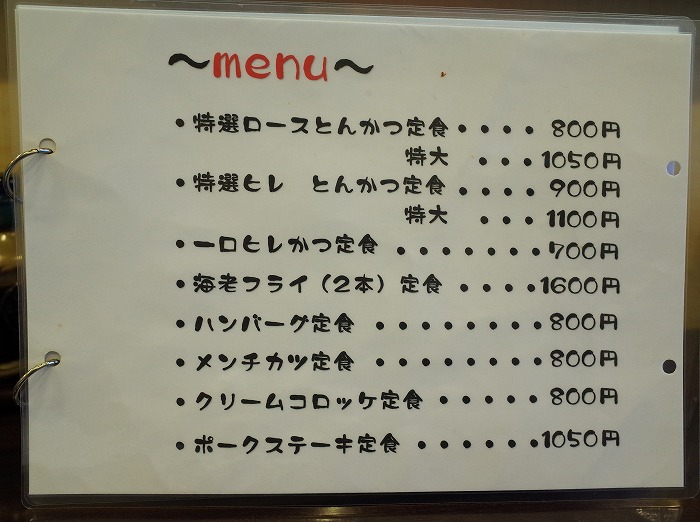 ～menu～
・特選ロースとんかつ定食・・・・800円
特大 ・・・1050円
・特選ヒレ とんかつ定食・・・・900円
特大 ・・・1100円
・一口ヒレかつ定食 ・・・・・・・700円
・海老フライ（2本）定食 ・・・・1600円
・ハンバーグ定食 ・・・・・・・・800円
・メンチカツ定食 ・・・・・・・・800円
・クリームコロッケ定食・・・・・800円
・ポークステーキ定食 ・・・・・・1050円